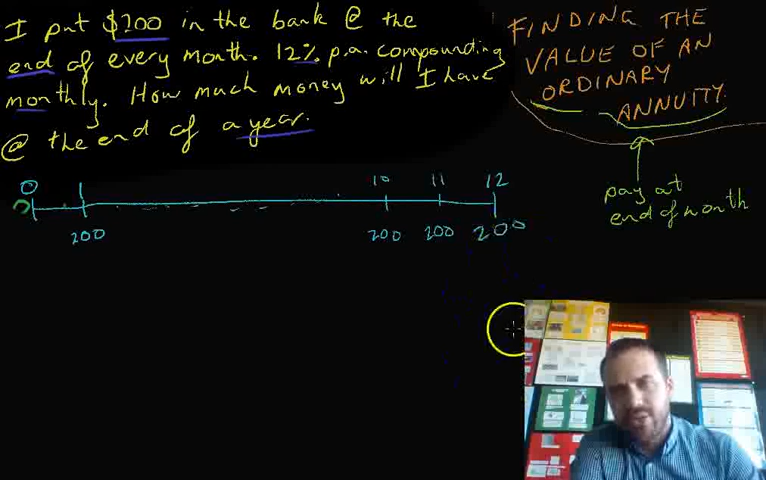 I put $200 in the bank @ the
end of every month. 12% p.a. compounding
monthly. How much money will I have
@ the end of a year.
FINDING THE
VALUE OF AN
ORDINARY
ANNUITY.
pay at
end of month
0 1 10 11 12
200 200 200 200